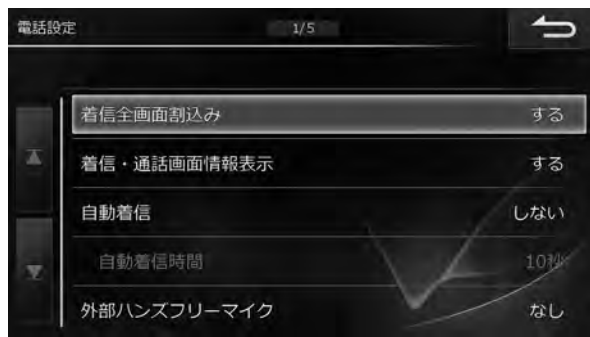 電話設定
1/5
着信全画面割込み する
着信・通話画面情報表示 する
自動着信 しない
自動着信時間 10秒
外部ハンズフリーマイク なし